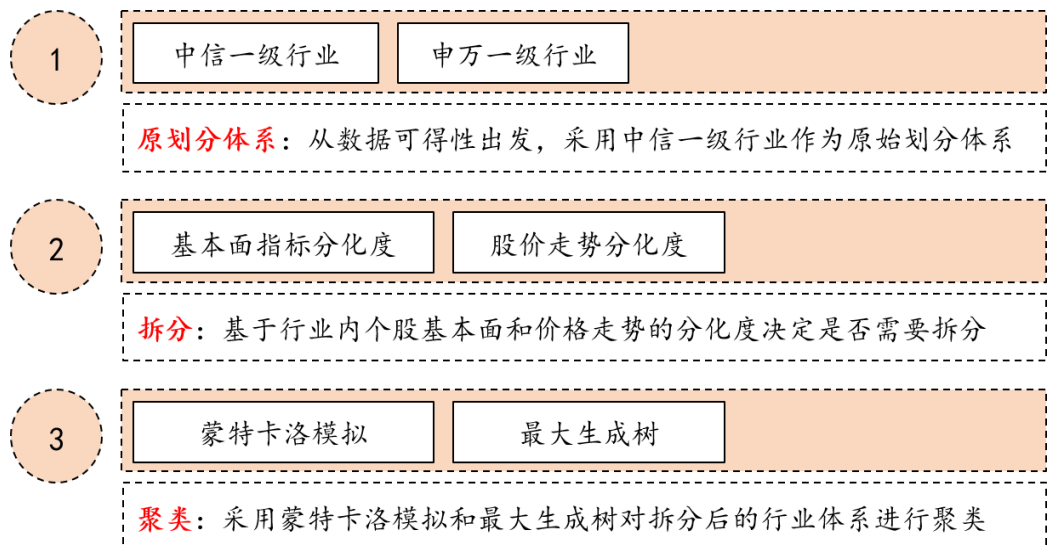 1
中信一级行业 申万一级行业
原划分体系：从数据可得性出发，采用中信一级行业作为原始划分体系
2
基本面指标分化度 股价走势分化度
拆分：基于行业内个股基本面和价格走势的分化度决定是否需要拆分
3
蒙特卡洛模拟 最大生成树
聚类：采用蒙特卡洛模拟和最大生成树对拆分后的行业体系进行聚类